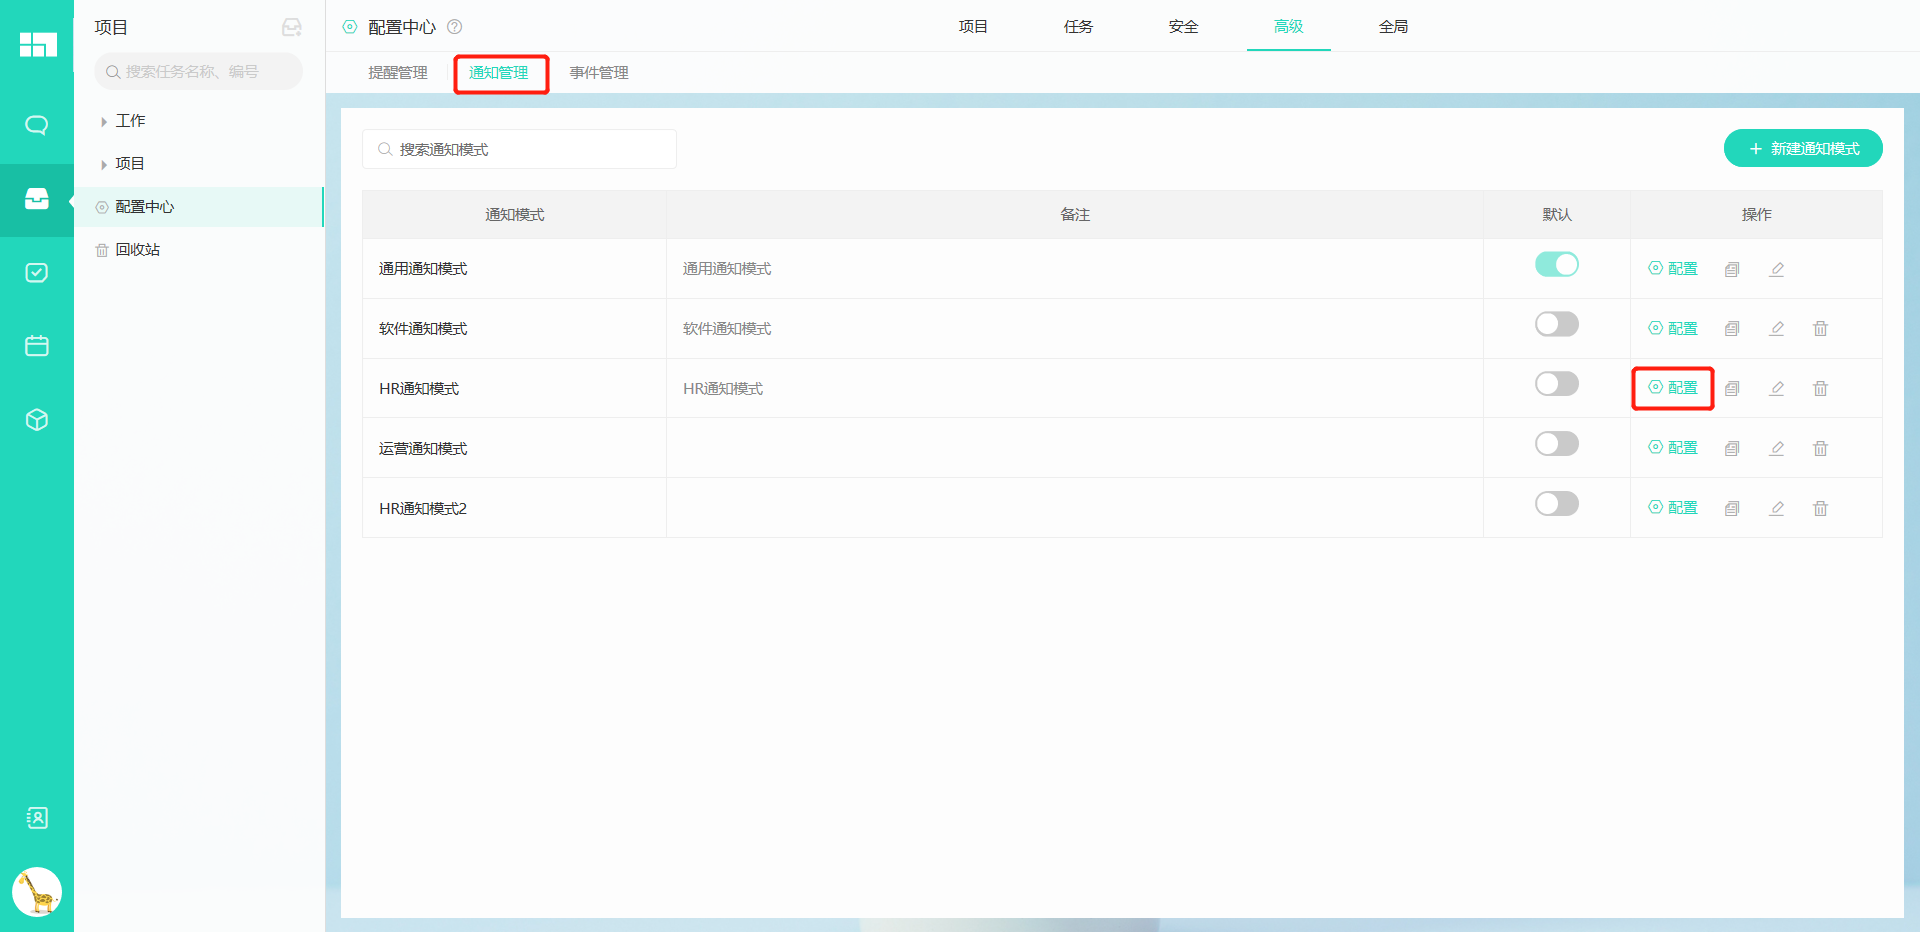 项目
搜索任务名称、编号
工作
项目
配置中心
回收站
配置中心
项目 任务 安全 高级 全局
提醒管理 通知管理 事件管理
搜索通知模式
+ 新建通知模式
通知模式 备注 默认 操作
通用通知模式 通用通知模式 配置
软件通知模式 软件通知模式 配置
HR通知模式 HR通知模式 配置
运营通知模式 配置
HR通知模式2 配置